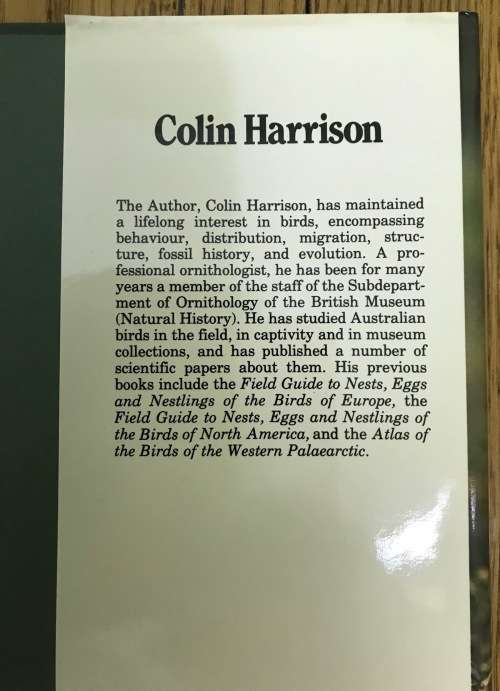 Colin Harrison
The Author, Colin Harrison, has maintained
a lifelong interest in birds, encompassing
behaviour, distribution, migration, struc-
ture, fossil history, and evolution. A pro-
fessional ornithologist, he has been for many
years a member of the staff of the Subdepart-
ment of Ornithology of the British Museum
(Natural History). He has studied Australian
birds in the field, in captivity and in museum
collections, and has published a number of
scientific papers about them. His previous
books include the Field Guide to Nests, Eggs
and Nestlings of the Birds of Europe, the
Field Guide to Nests, Eggs and Nestlings of
the Birds of North America, and the Atlas of
the Birds of the Western Palaearctic.